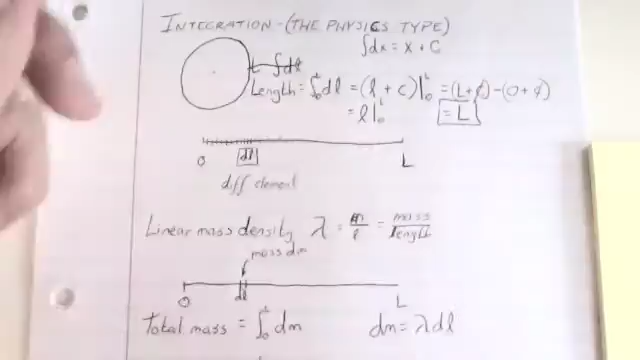 INTEGRATION - (THE PHYSICS TYPE)
∫dx = x + C
∫dl
Length = ∫₀ᴸ dl = (l + c)|₀ᴸ = (L + c) - (0 + c)
= l|₀ᴸ = L
0 dl L
diff element
Linear mass density λ = m/l = mass/length
mass dm
0 dl L
Total mass = ∫₀ᴸ dm dm = λdl